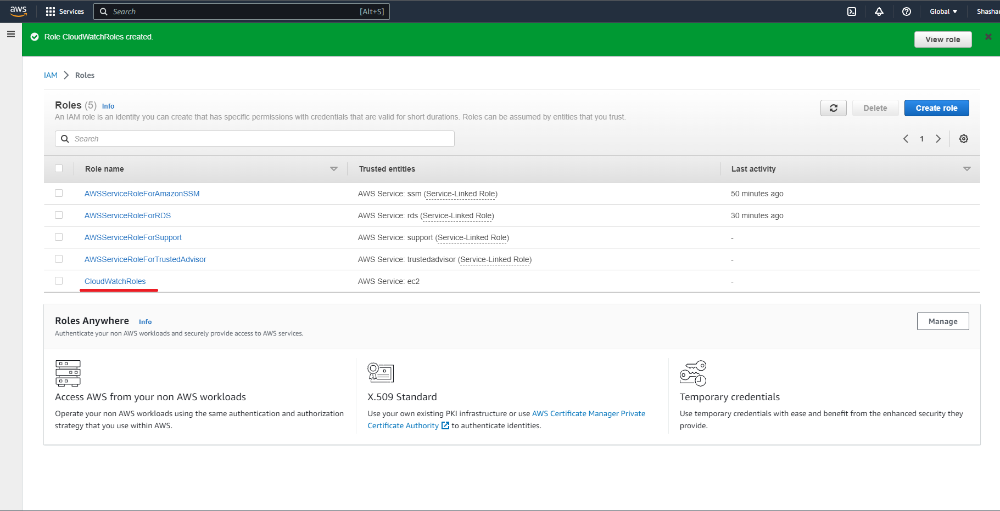 aws Services Search [Alt+S] Global Shashan
Role CloudWatchRoles created. View role
IAM Roles
Roles (5) Info
An IAM role is an identity you can create that has specific permissions with credentials that are valid for short durations. Roles can be assumed by entities that you trust.
Delete Create role
Search
1
Role name Trusted entities Last activity
AWSServiceRoleForAmazonSSM AWS Service: ssm (Service-Linked Role) 50 minutes ago
AWSServiceRoleForRDS AWS Service: rds (Service-Linked Role) 30 minutes ago
AWSServiceRoleForSupport AWS Service: support (Service-Linked Role) -
AWSServiceRoleForTrustedAdvisor AWS Service: trustedadvisor (Service-Linked Role) -
CloudWatchRoles AWS Service: ec2 -
Roles Anywhere Info
Authenticate your non AWS workloads and securely provide access to AWS services.
Manage
Access AWS from your non AWS workloads
Operate your non AWS workloads using the same authentication and authorization
strategy that you use within AWS.
X.509 Standard
Use your own existing PKI infrastructure or use AWS Certificate Manager Private
Certificate Authority to authenticate identities.
Temporary credentials
Use temporary credentials with ease and benefit from the enhanced security they
provide.